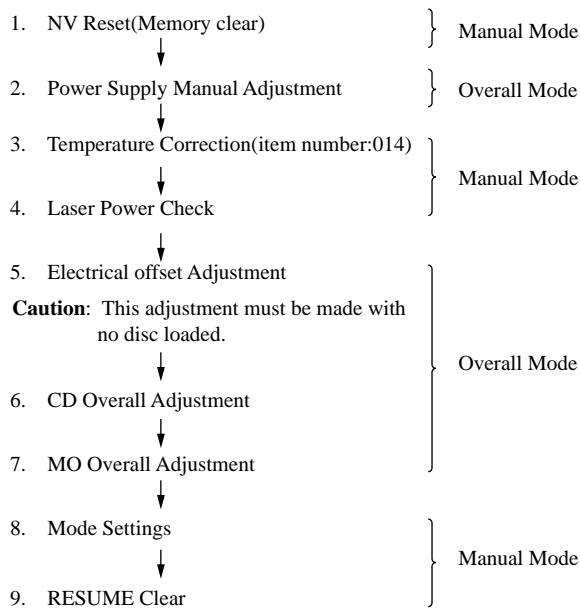 1. NV Reset(Memory clear)
Manual Mode
2. Power Supply Manual Adjustment
Overall Mode
3. Temperature Correction(item number:014)
Manual Mode
4. Laser Power Check
5. Electrical offset Adjustment
Caution: This adjustment must be made with
no disc loaded.
Overall Mode
6. CD Overall Adjustment
7. MO Overall Adjustment
8. Mode Settings
Manual Mode
9. RESUME Clear